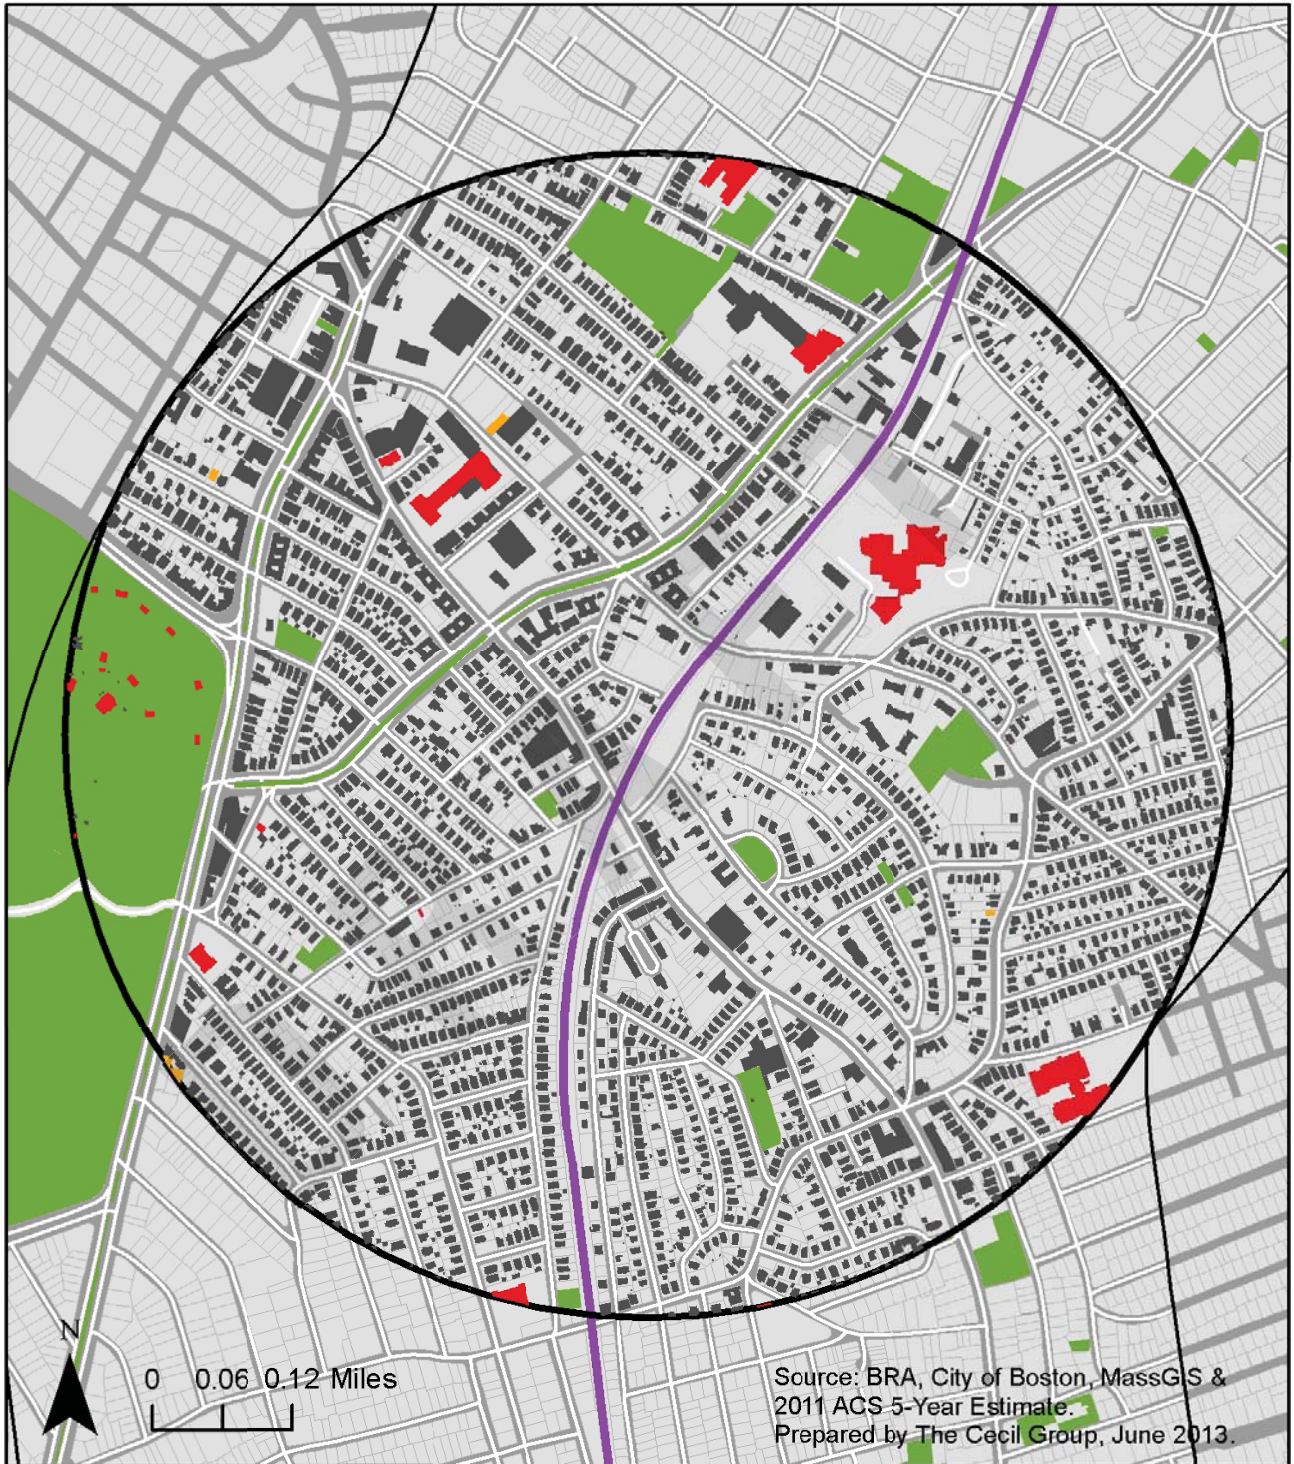 N
0 0.06 0.12 Miles
Source: BRA, City of Boston, MassGIS &
2011 ACS 5-Year Estimate.
Prepared by The Cecil Group, June 2013.